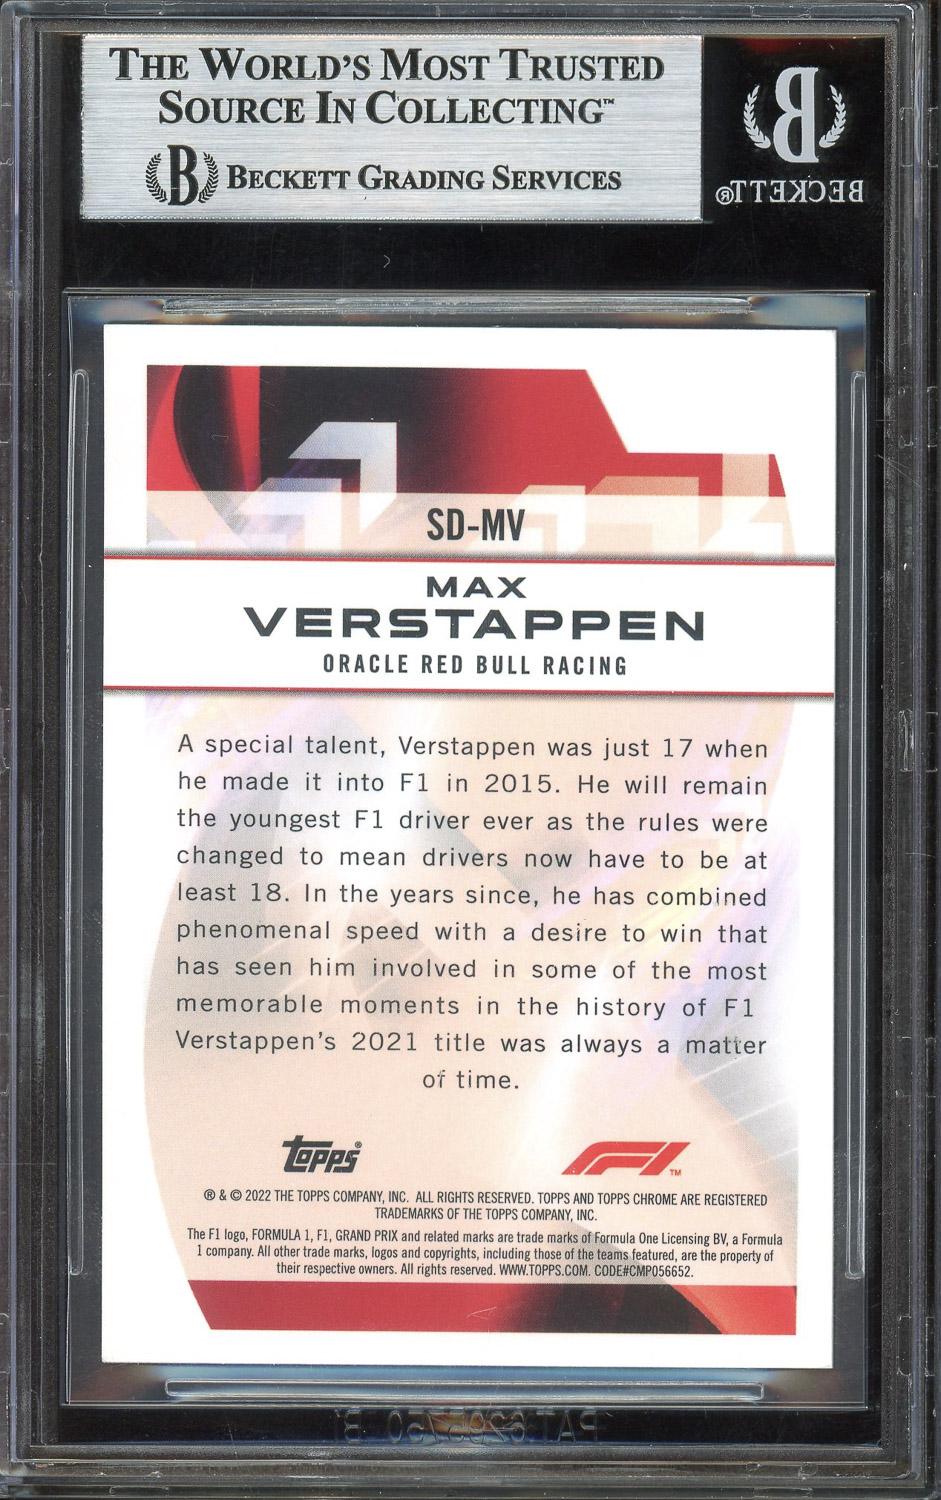 THE WORLD'S MOST TRUSTED
SOURCE IN COLLECTING™
B BECKETT GRADING SERVICES
B
BECKETT®
SD-MV
MAX
VERSTAPPEN
ORACLE RED BULL RACING
A special talent, Verstappen was just 17 when
he made it into F1 in 2015. He will remain
the youngest F1 driver ever as the rules were
changed to mean drivers now have to be at
least 18. In the years since, he has combined
phenomenal speed with a desire to win that
has seen him involved in some of the most
memorable moments in the history of F1
Verstappen's 2021 title was always a matter
of time.
topps®
F1™
® & © 2022 THE TOPPS COMPANY, INC. ALL RIGHTS RESERVED. TOPPS AND TOPPS CHROME ARE REGISTERED
TRADEMARKS OF THE TOPPS COMPANY, INC.
The F1 logo, FORMULA 1, F1, GRAND PRIX and related marks are trade marks of Formula One Licensing BV, a Formula
1 company. All other trade marks, logos and copyrights, including those of the teams featured, are the property of
their respective owners. All rights reserved. WWW.TOPPS.COM. CODE#CMP056652.
PAT 6295750 B1